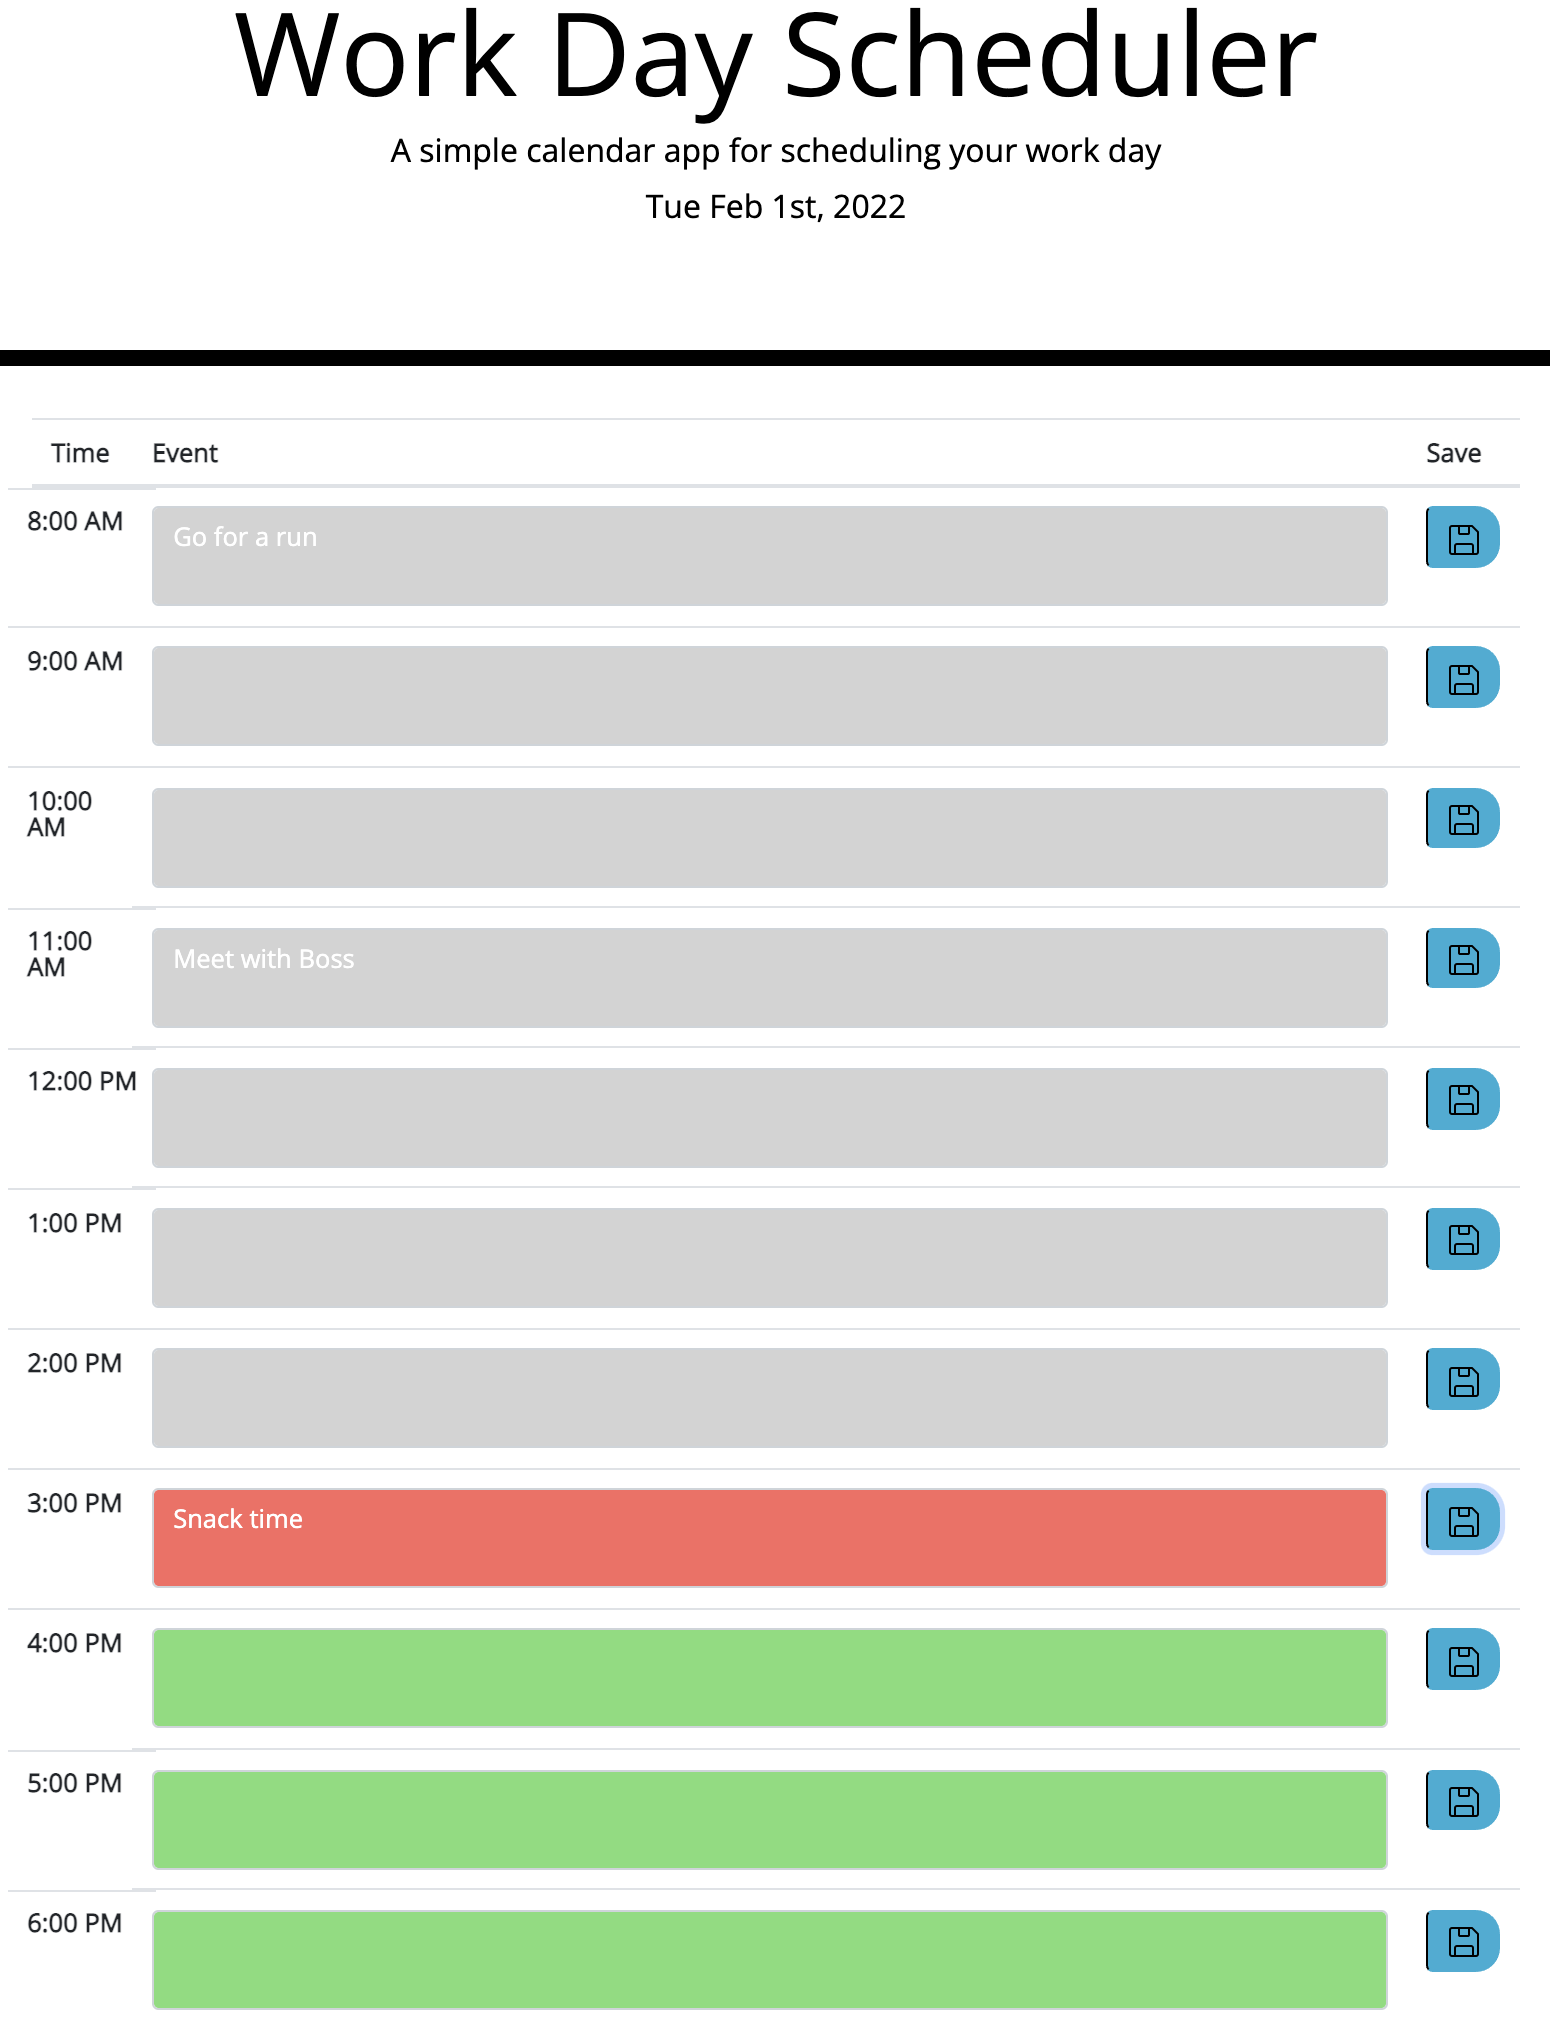 Work Day Scheduler
A simple calendar app for scheduling your work day
Tue Feb 1st, 2022
Time Event Save
8:00 AM Go for a run
9:00 AM
10:00
AM
11:00
AM
Meet with Boss
12:00 PM
1:00 PM
2:00 PM
3:00 PM Snack time
4:00 PM
5:00 PM
6:00 PM